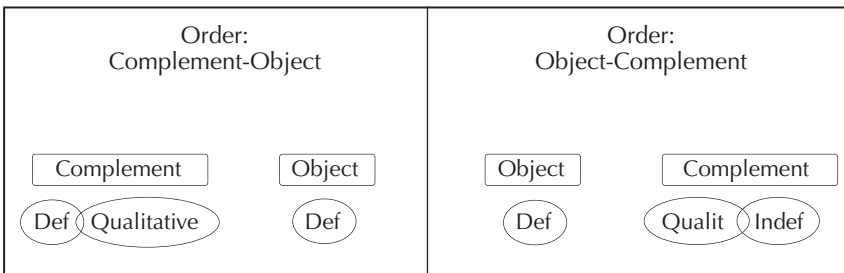 Order:
Complement-Object
Complement Object
Def Qualitative Def
Order:
Object-Complement
Object Complement
Def Qualit Indef